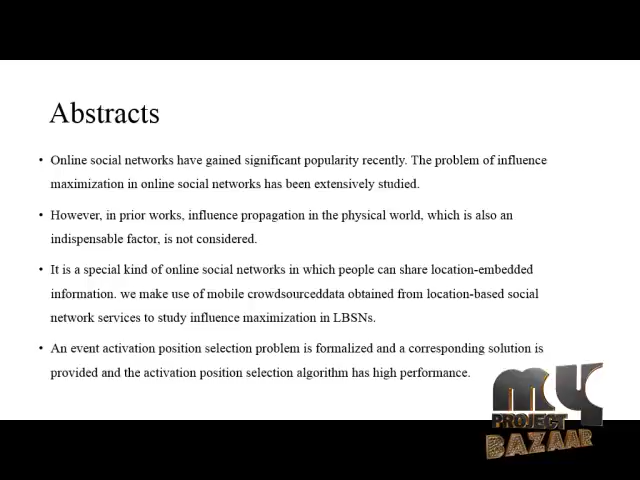 Abstracts
• Online social networks have gained significant popularity recently. The problem of influence
maximization in online social networks has been extensively studied.
• However, in prior works, influence propagation in the physical world, which is also an
indispensable factor, is not considered.
• It is a special kind of online social networks in which people can share location-embedded
information. we make use of mobile crowdsourceddata obtained from location-based social
network services to study influence maximization in LBSNs.
• An event activation position selection problem is formalized and a corresponding solution is
provided and the activation position selection algorithm has high performance.
MY
PROJECT
BAZAAR